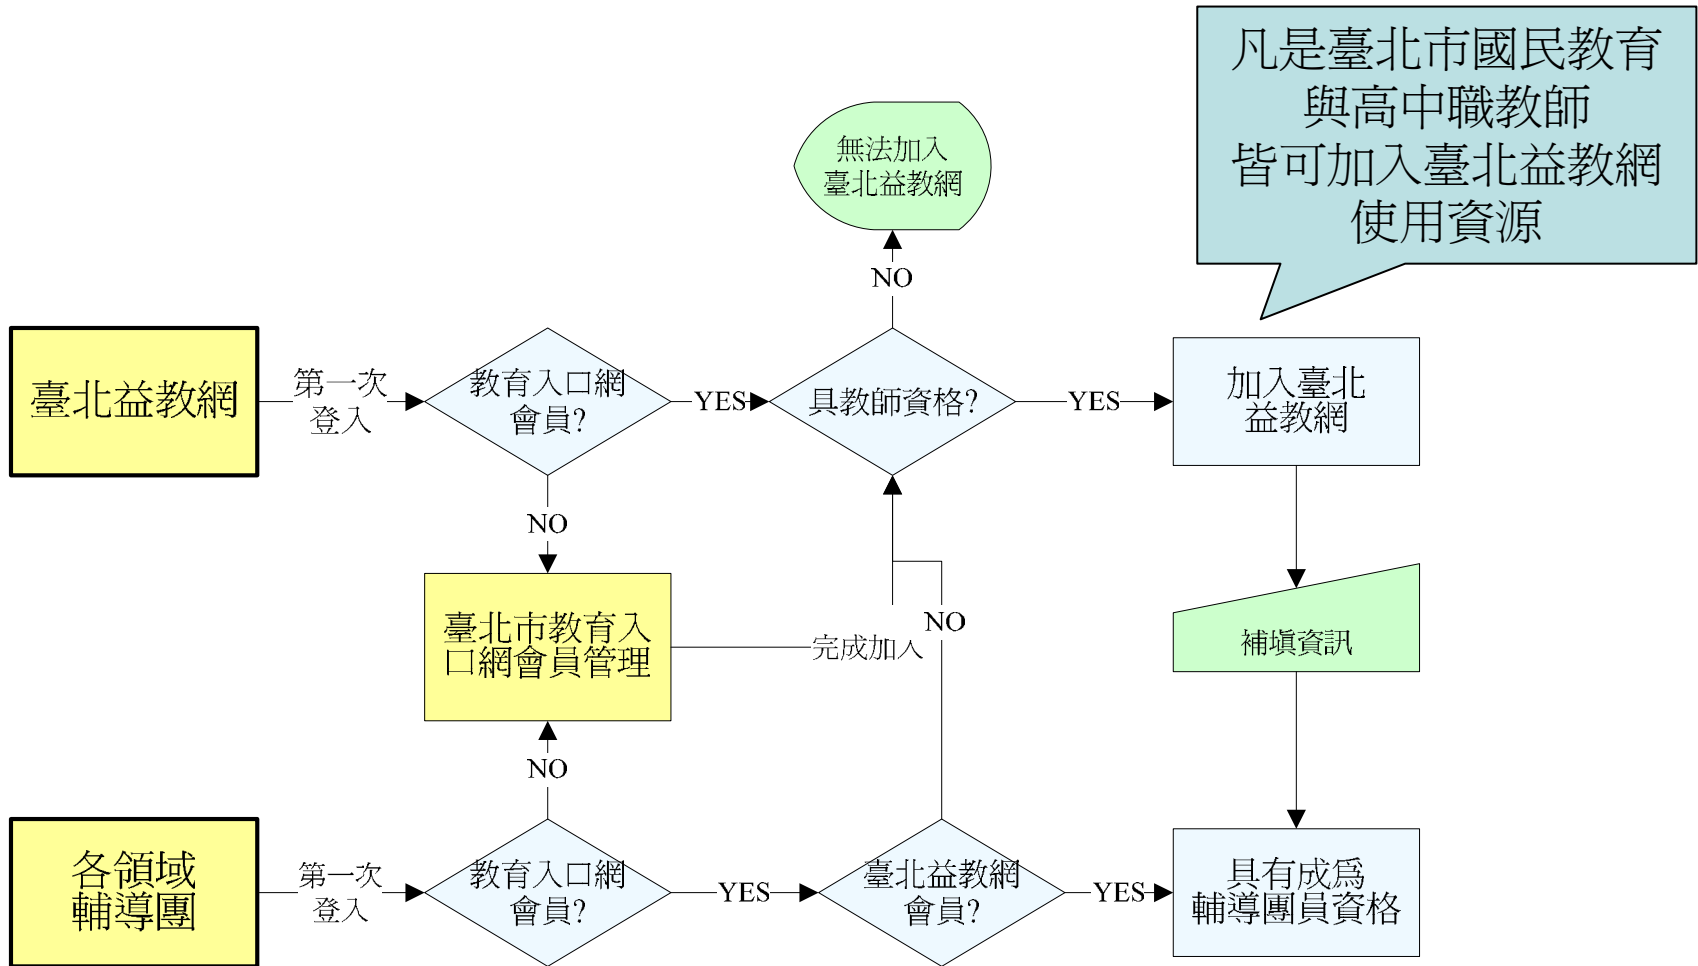 凡是臺北市國民教育
與高中職教師
皆可加入臺北益教網
使用資源
無法加入
臺北益教網
NO
臺北益教網
第一次
登入
教育入口網
會員?
YES
具教師資格?
YES
加入臺北
益教網
NO
臺北市教育入
口網會員管理
完成加入
NO
補填資訊
NO
各領域
輔導團
第一次
登入
教育入口網
會員?
YES
臺北益教網
會員?
YES
具有成為
輔導團員資格